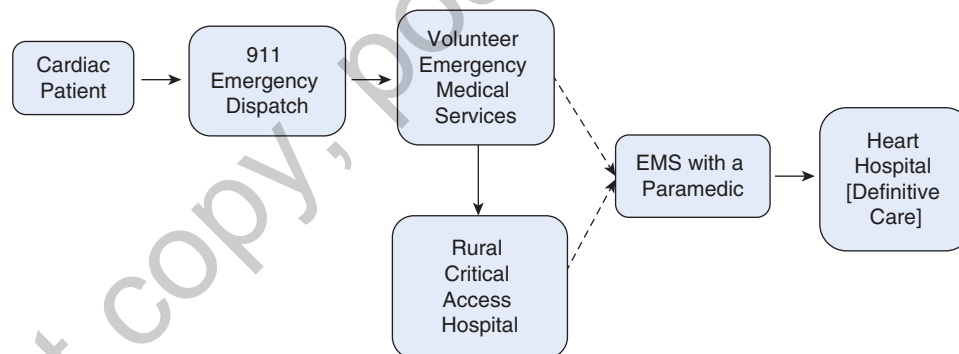 Cardiac
Patient
911
Emergency
Dispatch
Volunteer
Emergency
Medical
Services
Rural
Critical
Access
Hospital
EMS with a
Paramedic
Heart
Hospital
[Definitive
Care]
copy,